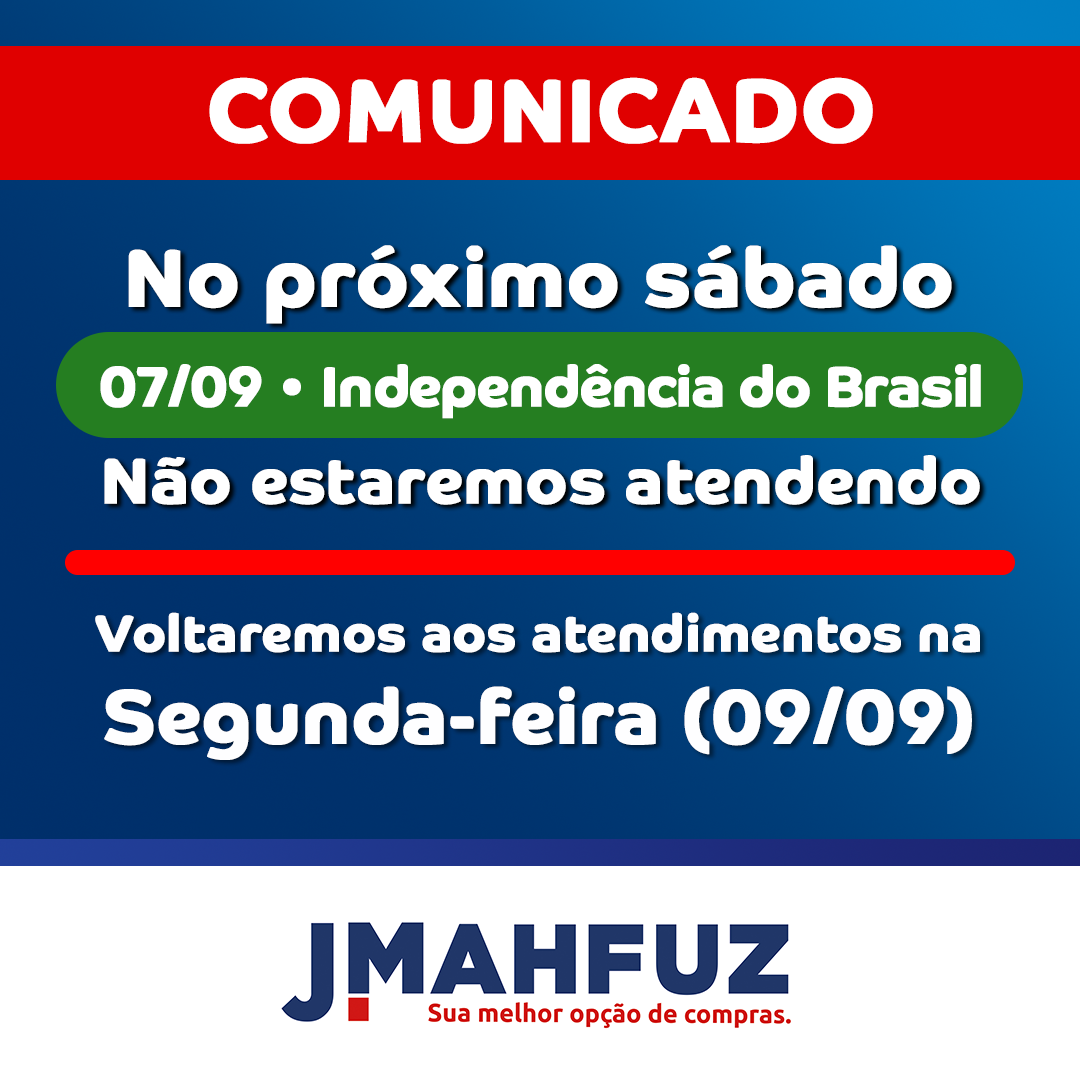 COMUNICADO
No próximo sábado
07/09 • Independência do Brasil
Não estaremos atendendo
Voltaremos aos atendimentos na
Segunda-feira (09/09)
J.MAHFUZ
Sua melhor opção de compras.